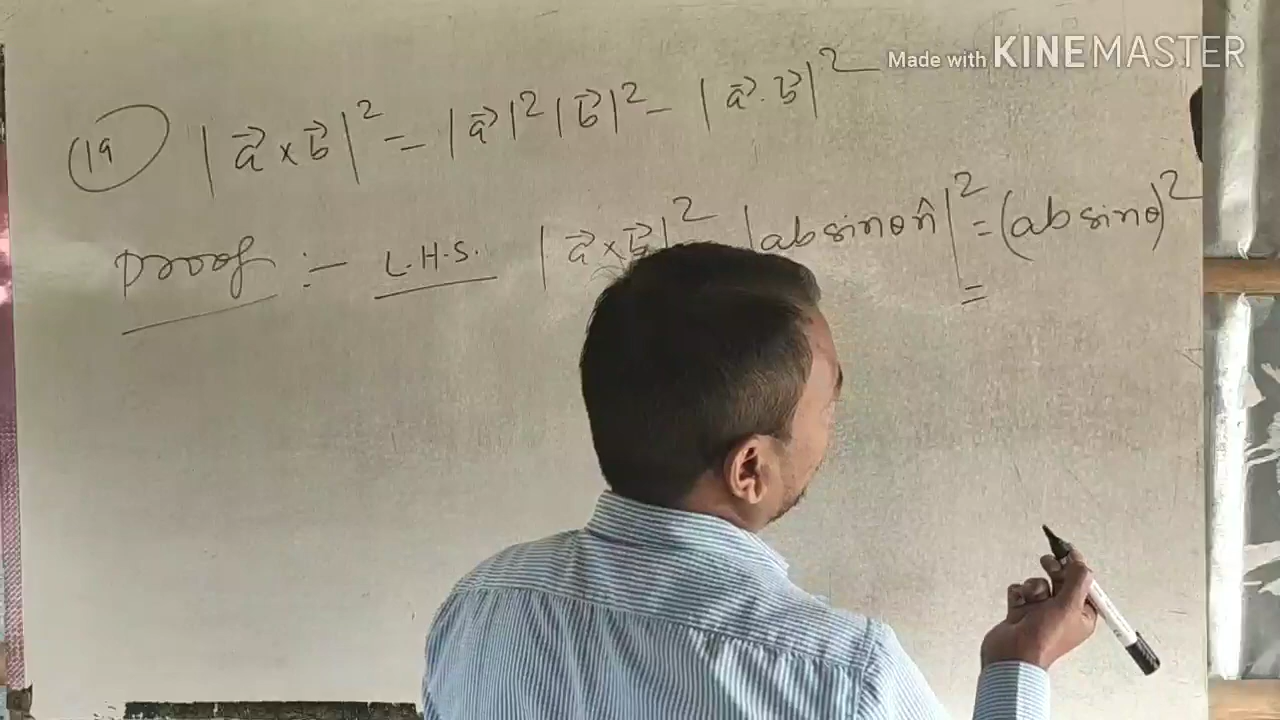 Made with KINEMASTER
(19) |a⃗ × b⃗|² = |a⃗|² |b⃗|² - |a⃗ . b⃗|²
Proof :- L.H.S. |a⃗ × b⃗|² |ab sinθ n̂|² = (ab sinθ)²
=